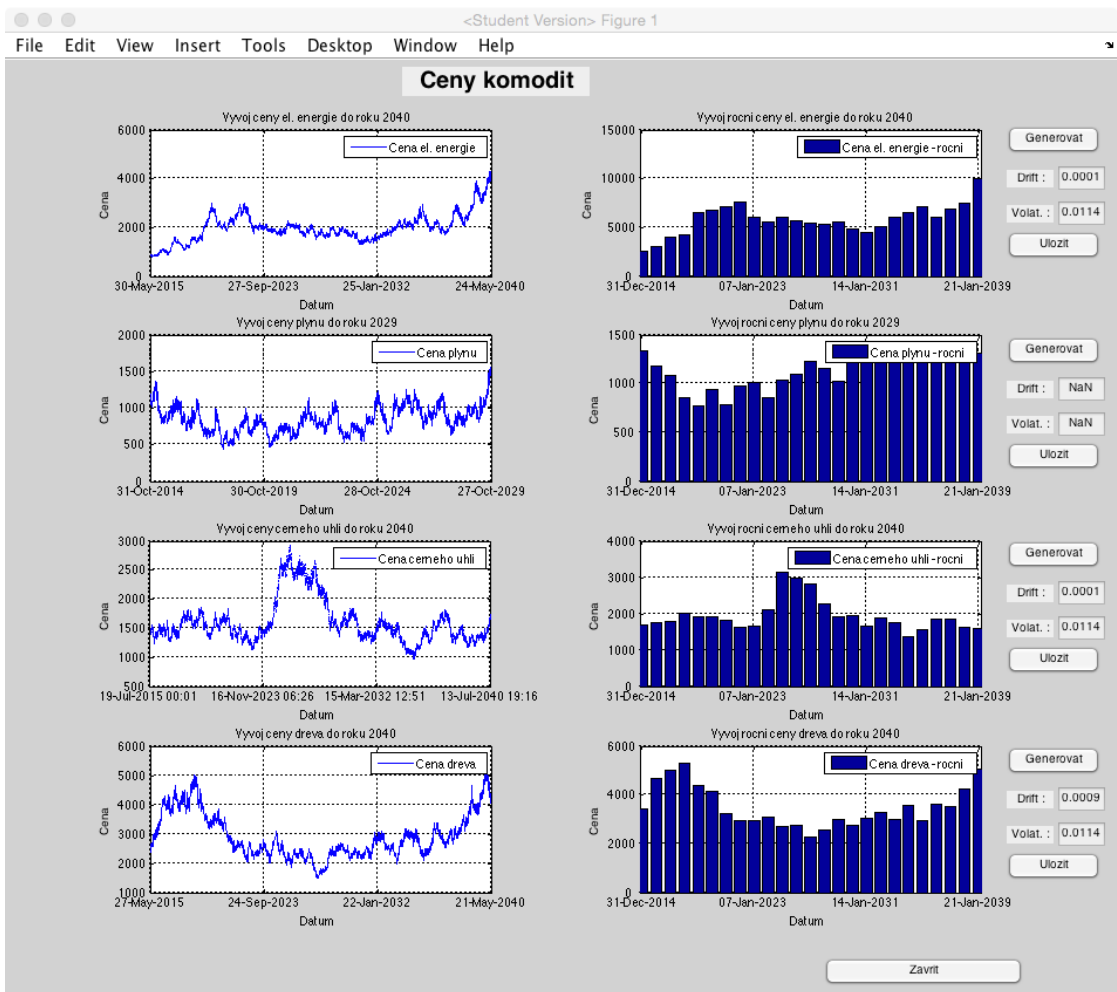 <Student Version> Figure 1
File Edit View Insert Tools Desktop Window Help
Ceny komodit
Vyvoj ceny el. energie do roku 2040
6000
4000
2000
0
Cena
Cena el. energie
30-May-2015 27-Sep-2023 25-Jan-2032 24-May-2040
Datum
Vyvoj rocni ceny el. energie do roku 2040
15000
10000
5000
0
Cena
Cena el. energie - rocni
31-Dec-2014 07-Jan-2023 14-Jan-2031 21-Jan-2039
Datum
Generovat
Drift : 0.0001
Volat. : 0.0114
Ulozit
Vyvoj ceny plynu do roku 2029
2000
1500
1000
500
0
Cena
Cena plynu
31-Oct-2014 30-Oct-2019 28-Oct-2024 27-Oct-2029
Datum
Vyvoj rocni ceny plynu do roku 2029
1500
1000
500
0
Cena
Cena plynu - rocni
31-Dec-2014 07-Jan-2023 14-Jan-2031 21-Jan-2039
Datum
Generovat
Drift : NaN
Volat. : NaN
Ulozit
Vyvoj ceny cerneho uhli do roku 2040
3000
2500
2000
1500
1000
500
Cena
Cena cerneho uhli
19-Jul-2015 00:01 16-Nov-2023 06:26 15-Mar-2032 12:51 13-Jul-2040 19:16
Datum
Vyvoj rocni cerneho uhli do roku 2040
4000
3000
2000
1000
0
Cena
Cena cerneho uhli - rocni
31-Dec-2014 07-Jan-2023 14-Jan-2031 21-Jan-2039
Datum
Generovat
Drift : 0.0001
Volat. : 0.0114
Ulozit
Vyvoj ceny dreva do roku 2040
6000
5000
4000
3000
2000
1000
Cena
Cena dreva
27-May-2015 24-Sep-2023 22-Jan-2032 21-May-2040
Datum
Vyvoj rocni ceny dreva do roku 2040
6000
4000
2000
0
Cena
Cena dreva - rocni
31-Dec-2014 07-Jan-2023 14-Jan-2031 21-Jan-2039
Datum
Generovat
Drift : 0.0009
Volat. : 0.0114
Ulozit
Zavrit